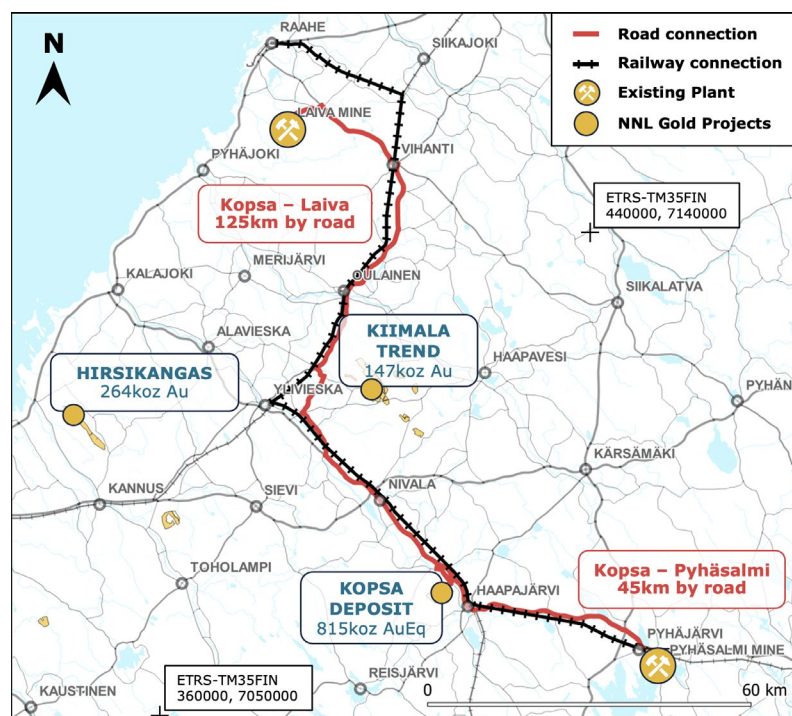 N
RAAHE
SIIKAJOKI
Road connection
Railway connection
Existing Plant
NNL Gold Projects
LAIVA MINE
VIHANTI
PYHÄJOKI
Kopsa – Laiva
125km by road
ETRS-TM35FIN
440000, 7140000
MERIJÄRVI
OULAINEN
KALAJOKI
SIIKALATVA
ALAVIESKA
KIIMALA
TREND
147koz Au
HAAPAVESI
HIRSIKANGAS
264koz Au
YLIVIESKA
PYHÄN
KÄRSÄMÄKI
KANNUS
SIEVI
NIVALA
TOHOLAMPI
KOPSA
DEPOSIT
815koz AuEq
HAAPAJÄRVI
Kopsa – Pyhäsalmi
45km by road
PYHÄJÄRVI
PYHÄSALMI MINE
ETRS-TM35FIN
360000, 7050000
REISJÄRVI
KAUSTINEN
0
60 km